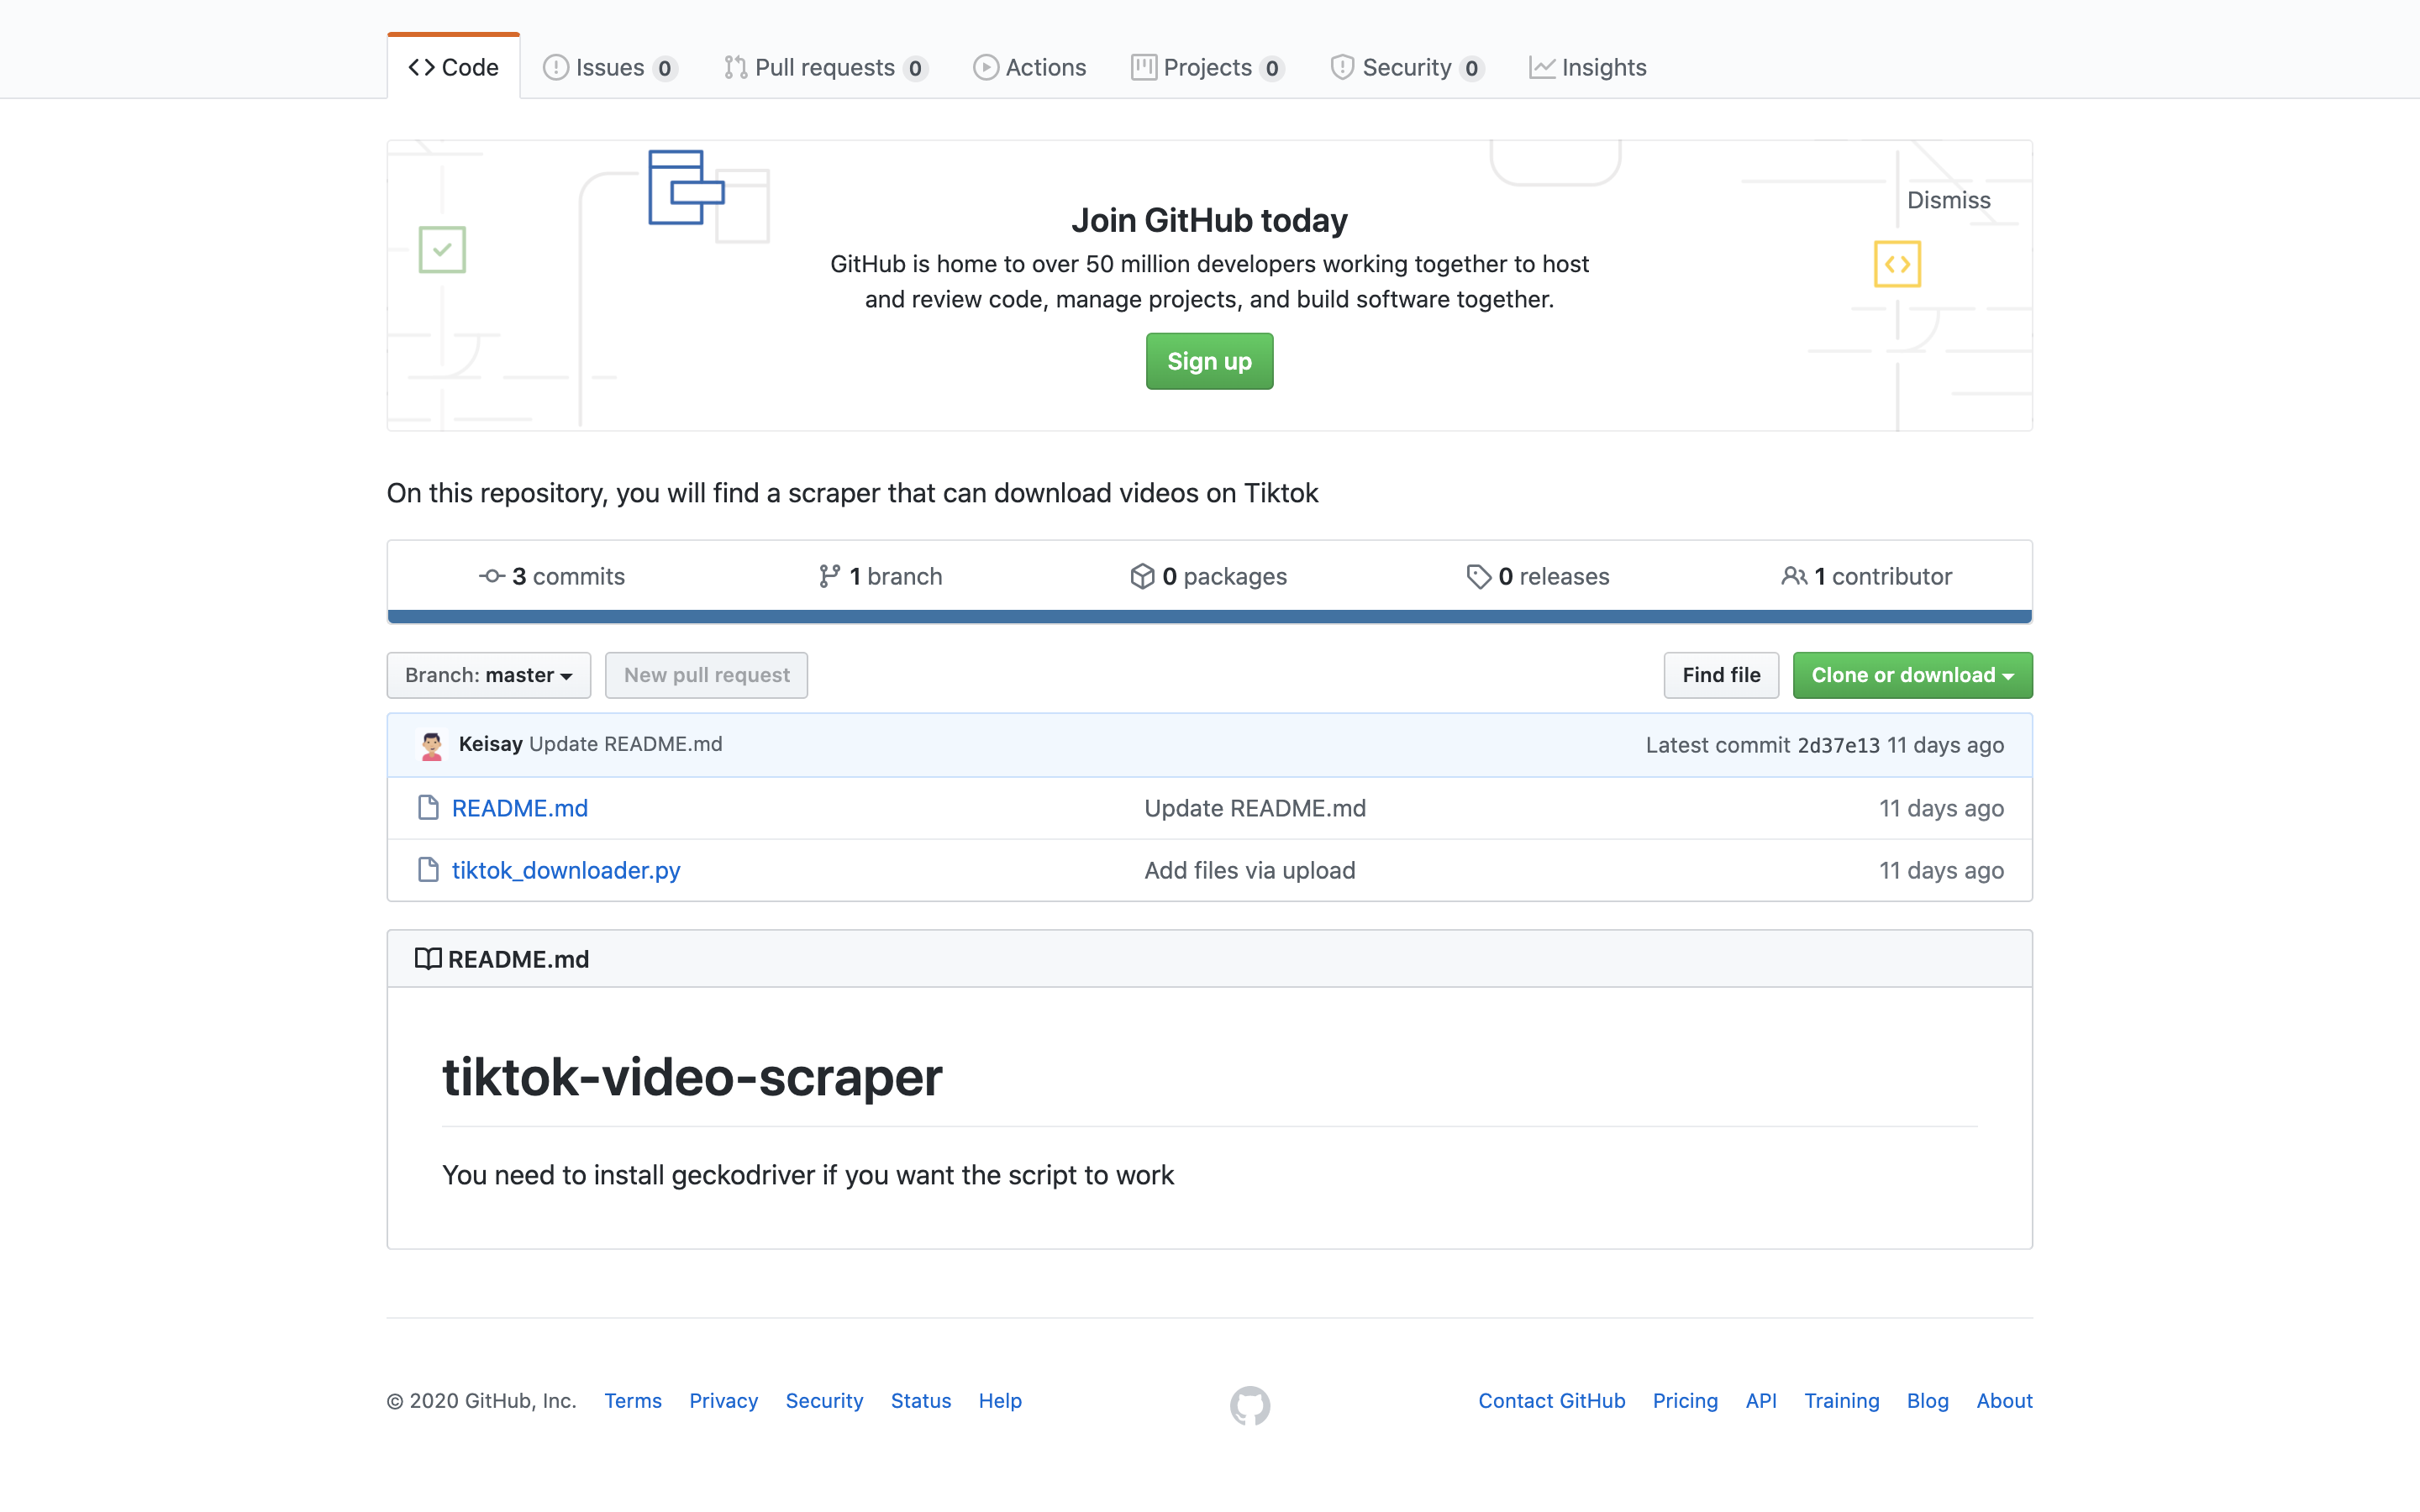 Code Issues 0 Pull requests 0 Actions Projects 0 Security 0 Insights
Dismiss
Join GitHub today
GitHub is home to over 50 million developers working together to host
and review code, manage projects, and build software together.
Sign up
On this repository, you will find a scraper that can download videos on Tiktok
3 commits 1 branch 0 packages 0 releases 1 contributor
Branch: master New pull request Find file Clone or download
Keisay Update README.md Latest commit 2d37e13 11 days ago
README.md Update README.md 11 days ago
tiktok_downloader.py Add files via upload 11 days ago
README.md
tiktok-video-scraper
You need to install geckodriver if you want the script to work
© 2020 GitHub, Inc. Terms Privacy Security Status Help Contact GitHub Pricing API Training Blog About